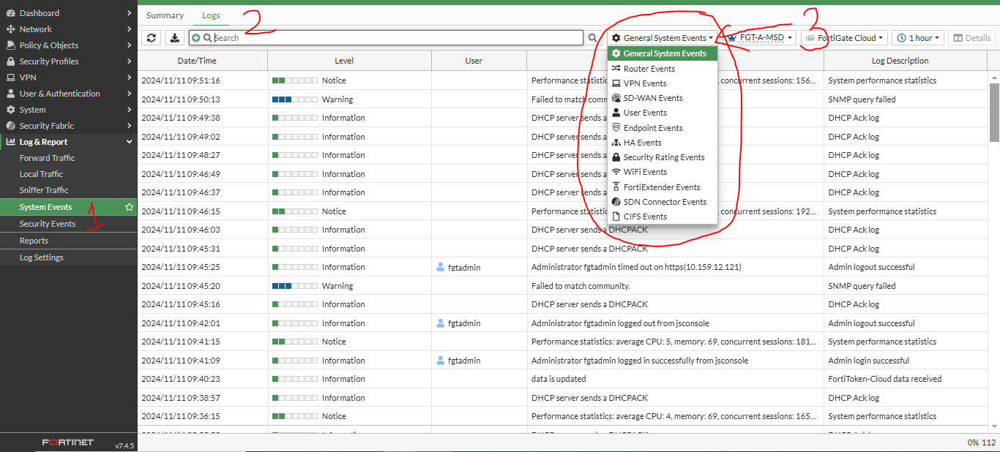 Dashboard
Network
Policy & Objects
Security Profiles
VPN
User & Authentication
System
Security Fabric
Log & Report
Forward Traffic
Local Traffic
Sniffer Traffic
System Events
Security Events
Reports
Log Settings
1
FORTINET
v7.4.5
Summary Logs
2
3
Search
General System Events FGT-A-MSD FortiGate Cloud 1 hour Details
General System Events
Router Events
VPN Events
SD-WAN Events
User Events
Endpoint Events
HA Events
Security Rating Events
WiFi Events
FortiExtender Events
SDN Connector Events
CIFS Events
Date/Time Level User Log Description
2024/11/11 09:51:16 Notice Performance statistic , concurrent sessions: 156... System performance statistics
2024/11/11 09:50:13 Warning Failed to match comm SNMP query failed
2024/11/11 09:49:38 Information DHCP server sends a DHCP Ack log
2024/11/11 09:49:02 Information DHCP server sends a DHCP Ack log
2024/11/11 09:48:27 Information DHCP server sends a DHCP Ack log
2024/11/11 09:46:49 Information DHCP server sends a DHCP Ack log
2024/11/11 09:46:37 Information DHCP server sends a DHCP Ack log
2024/11/11 09:46:15 Notice Performance statistic concurrent sessions: 192... System performance statistics
2024/11/11 09:46:03 Information DHCP server sends a DHCPACK DHCP Ack log
2024/11/11 09:45:31 Information DHCP server sends a DHCPACK DHCP Ack log
2024/11/11 09:45:25 Information fgtadmin Administrator fgtadmin timed out on https(10.159.12.121) Admin logout successful
2024/11/11 09:45:20 Warning Failed to match community. SNMP query failed
2024/11/11 09:45:16 Information DHCP server sends a DHCPACK DHCP Ack log
2024/11/11 09:42:01 Information fgtadmin Administrator fgtadmin logged out from jsconsole Admin logout successful
2024/11/11 09:41:15 Notice Performance statistics: average CPU: 5, memory: 69, concurrent sessions: 181... System performance statistics
2024/11/11 09:41:09 Information fgtadmin Administrator fgtadmin logged in successfully from jsconsole Admin login successful
2024/11/11 09:40:23 Information data is updated FortiToken-Cloud data received
2024/11/11 09:38:57 Information DHCP server sends a DHCPACK DHCP Ack log
2024/11/11 09:36:15 Notice Performance statistics: average CPU: 4, memory: 69, concurrent sessions: 165... System performance statistics
0% 112